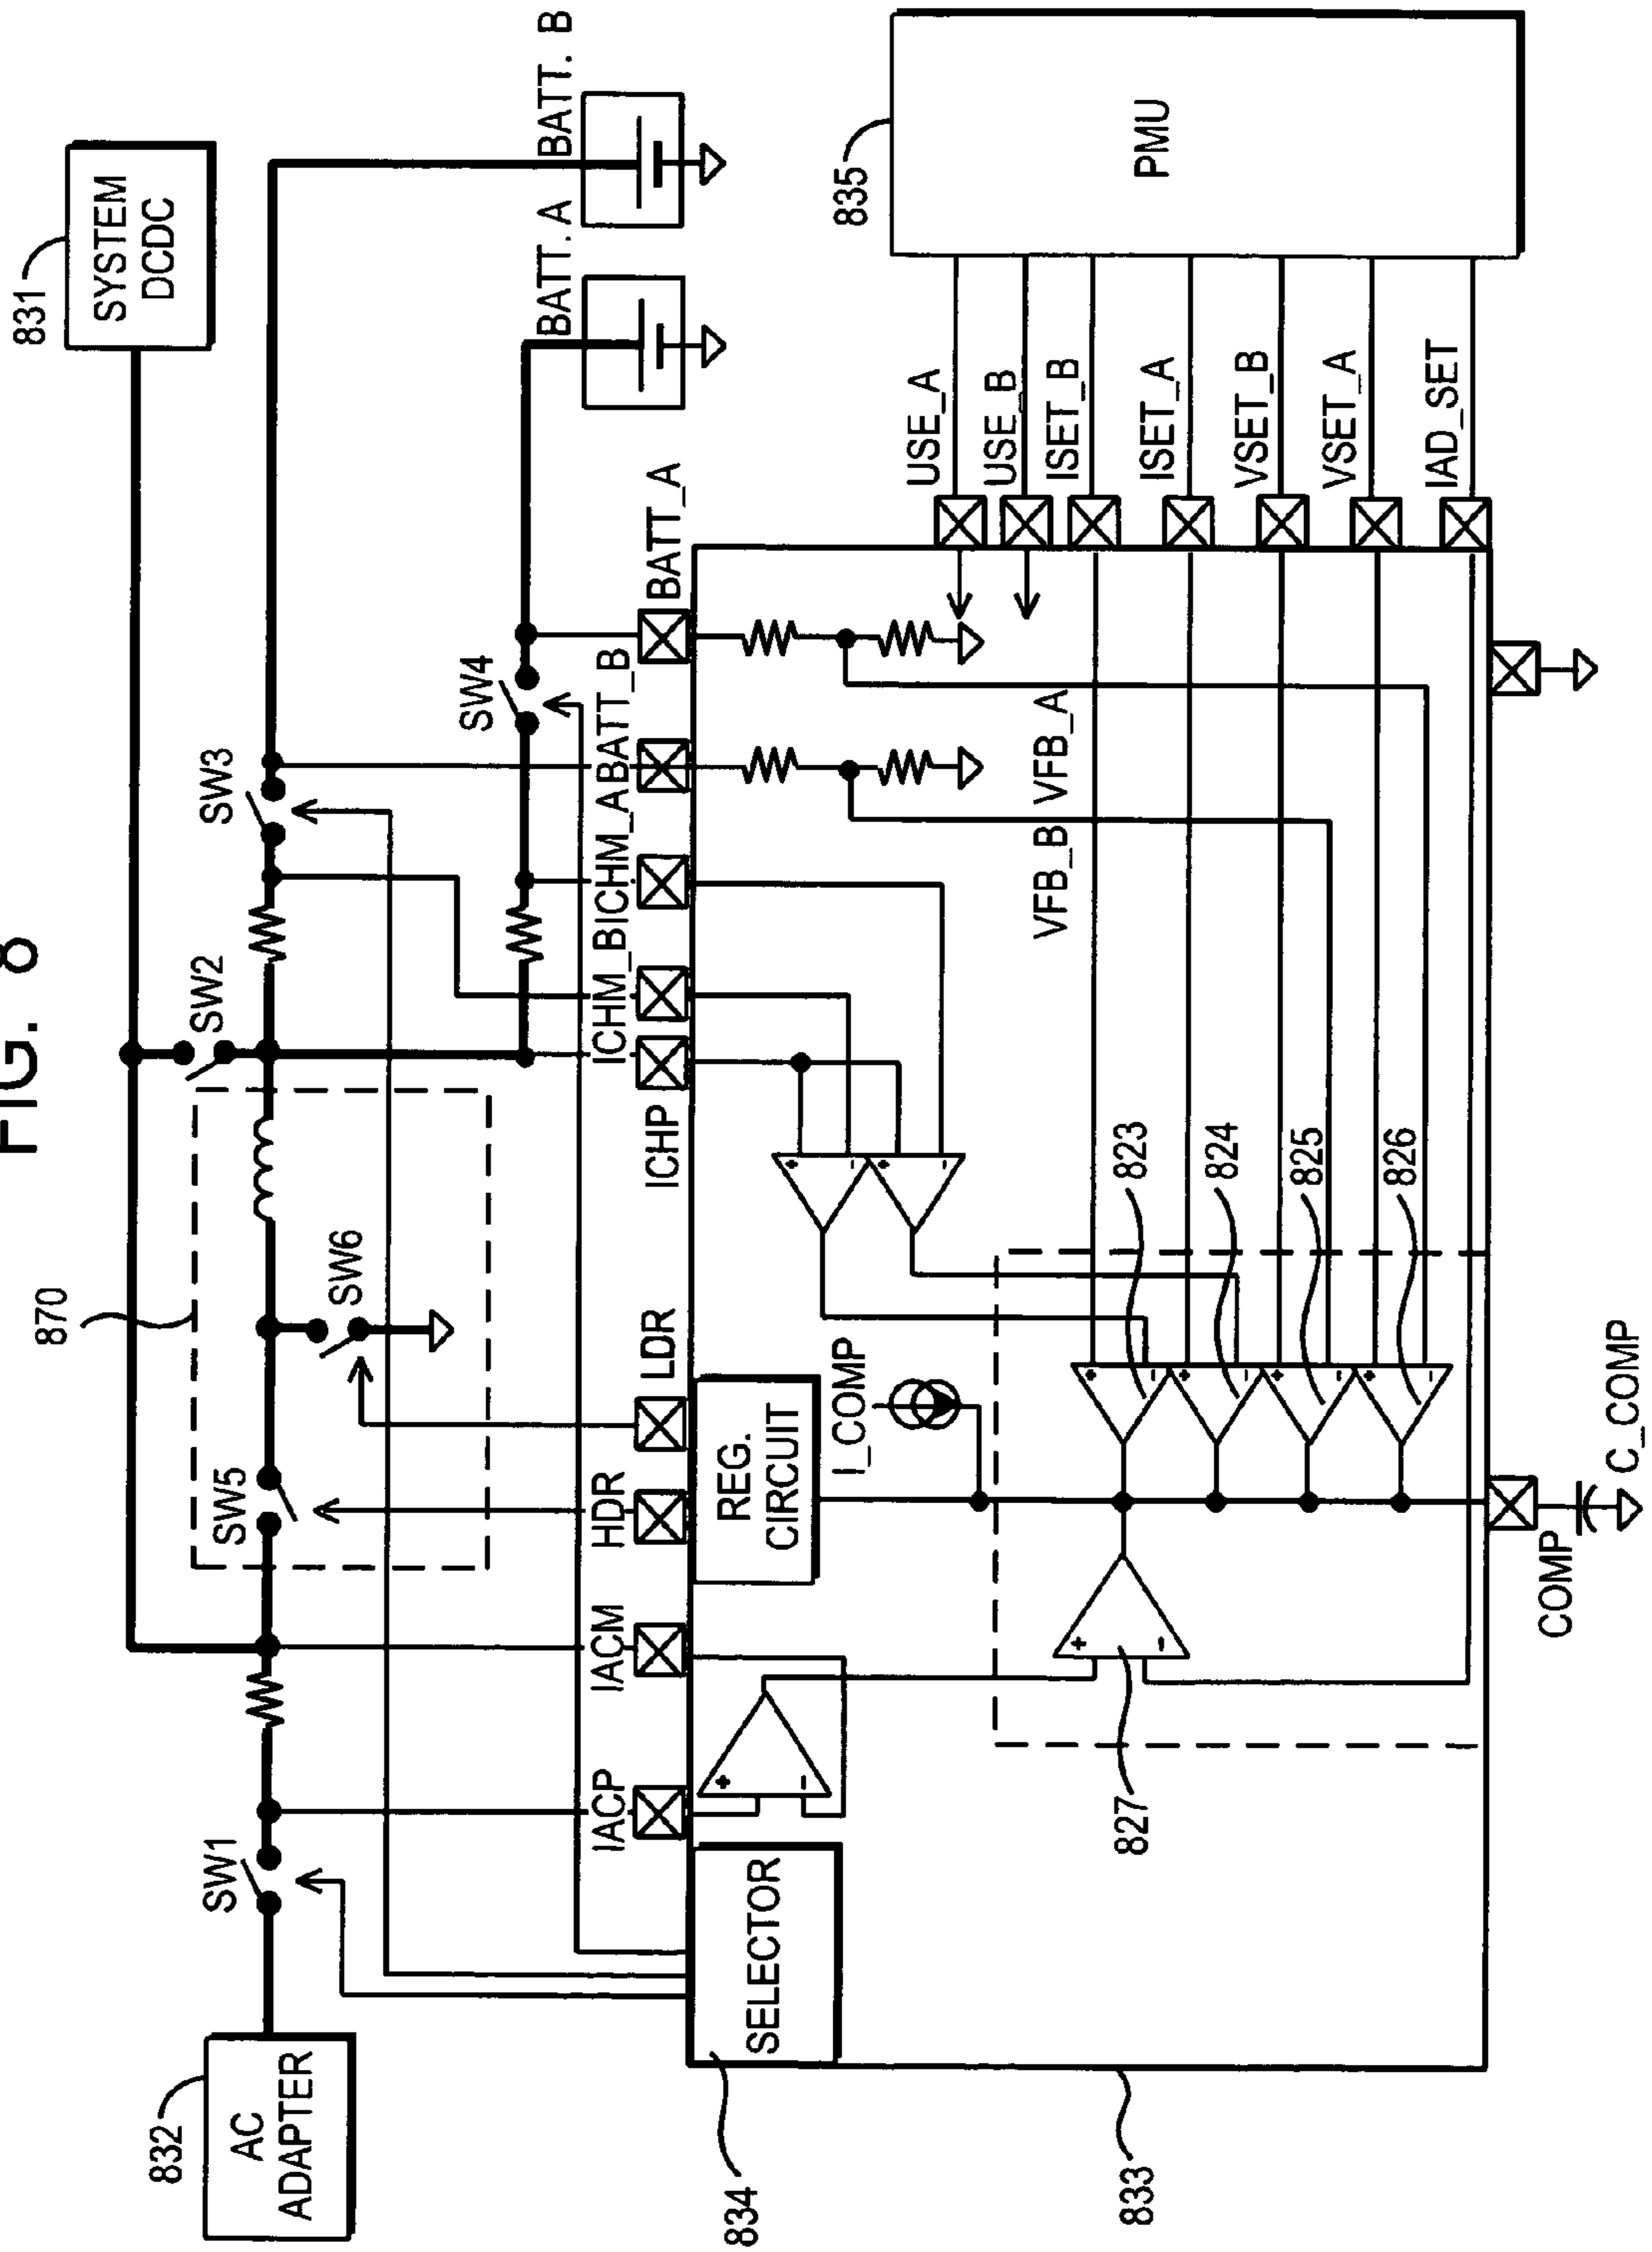 FIG. 8
831
SYSTEM
DCDC
832
AC
ADAPTER
SW1
870
SW5
SW6
SW2
SW3
SW4
BATT. A
BATT. B
IACP
IACM
HDR
LDR
ICHP
ICHM_B
ICHM_A
BATT_B
BATT_A
834
SELECTOR
REG.
CIRCUIT
I_COMP
VFB_B
VFB_A
USE_A
USE_B
ISET_B
ISET_A
VSET_B
VSET_A
IAD_SET
835
PMU
823
824
825
826
827
833
COMP
C_COMP
+
-
+
-
+
-
+
-
+
-
+
-
+
-
+
-